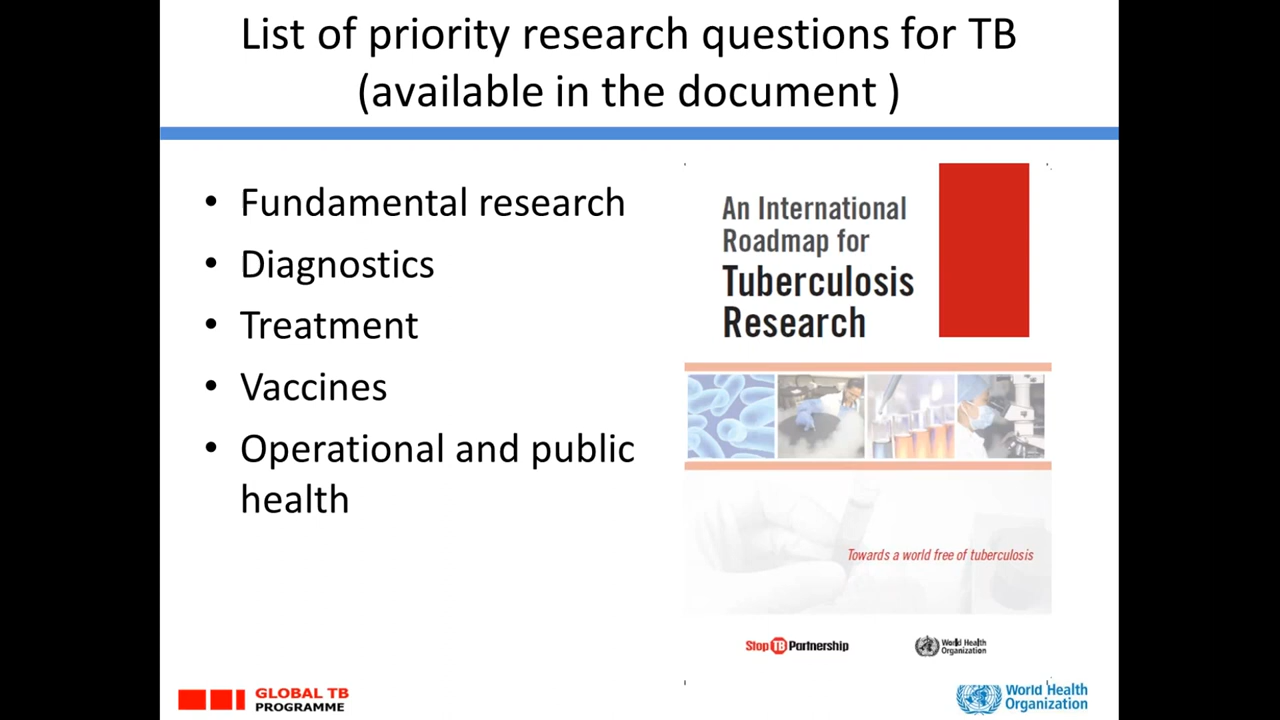 List of priority research questions for TB
(available in the document )
• Fundamental research
• Diagnostics
• Treatment
• Vaccines
• Operational and public
health
An International
Roadmap for
Tuberculosis
Research
Towards a world free of tuberculosis
Stop TB Partnership
World Health
Organization
GLOBAL TB
PROGRAMME
World Health
Organization